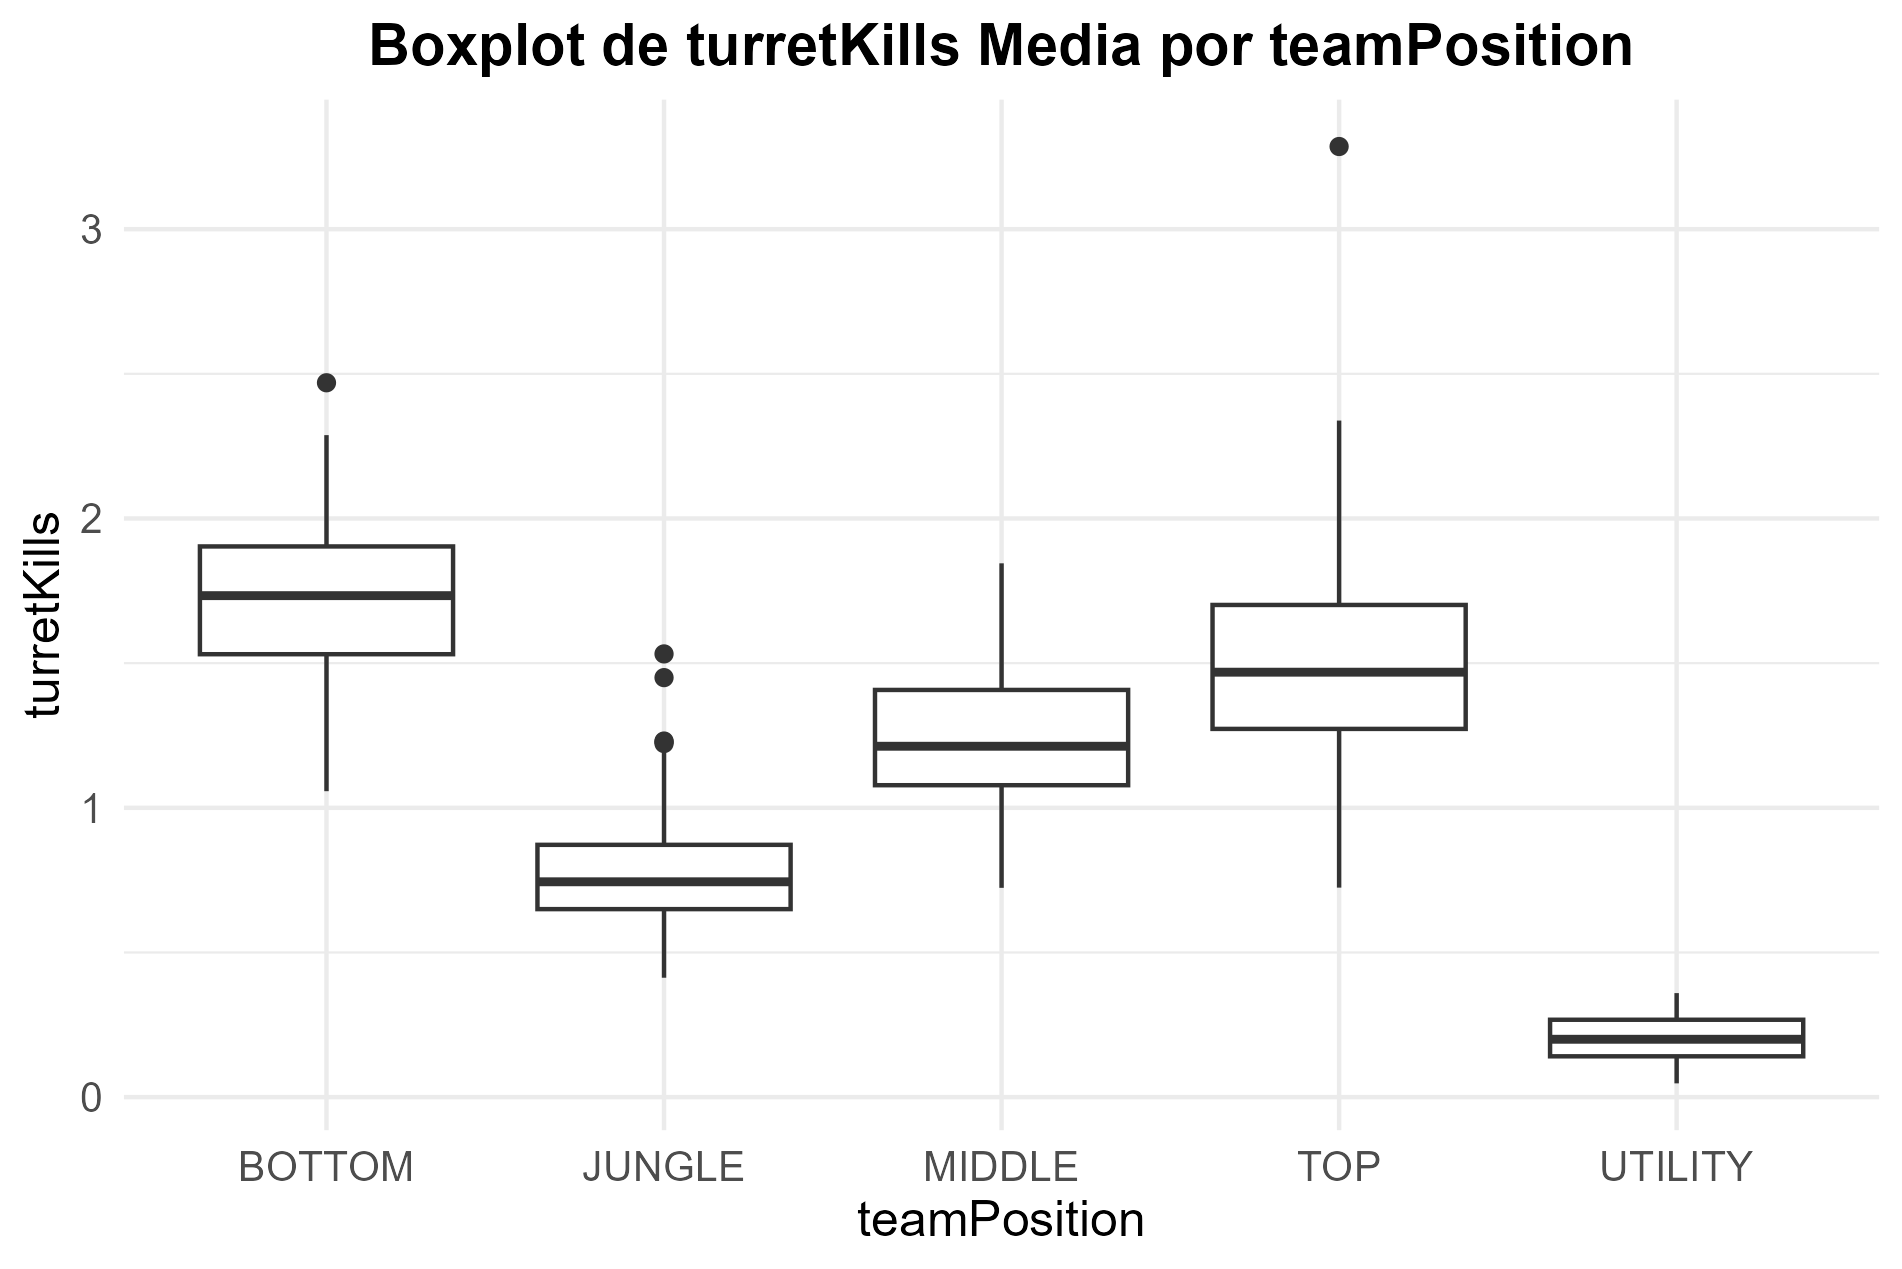 Boxplot de turretKills Media por teamPosition
turretKills
3
2
1
0
BOTTOM JUNGLE MIDDLE TOP UTILITY
teamPosition